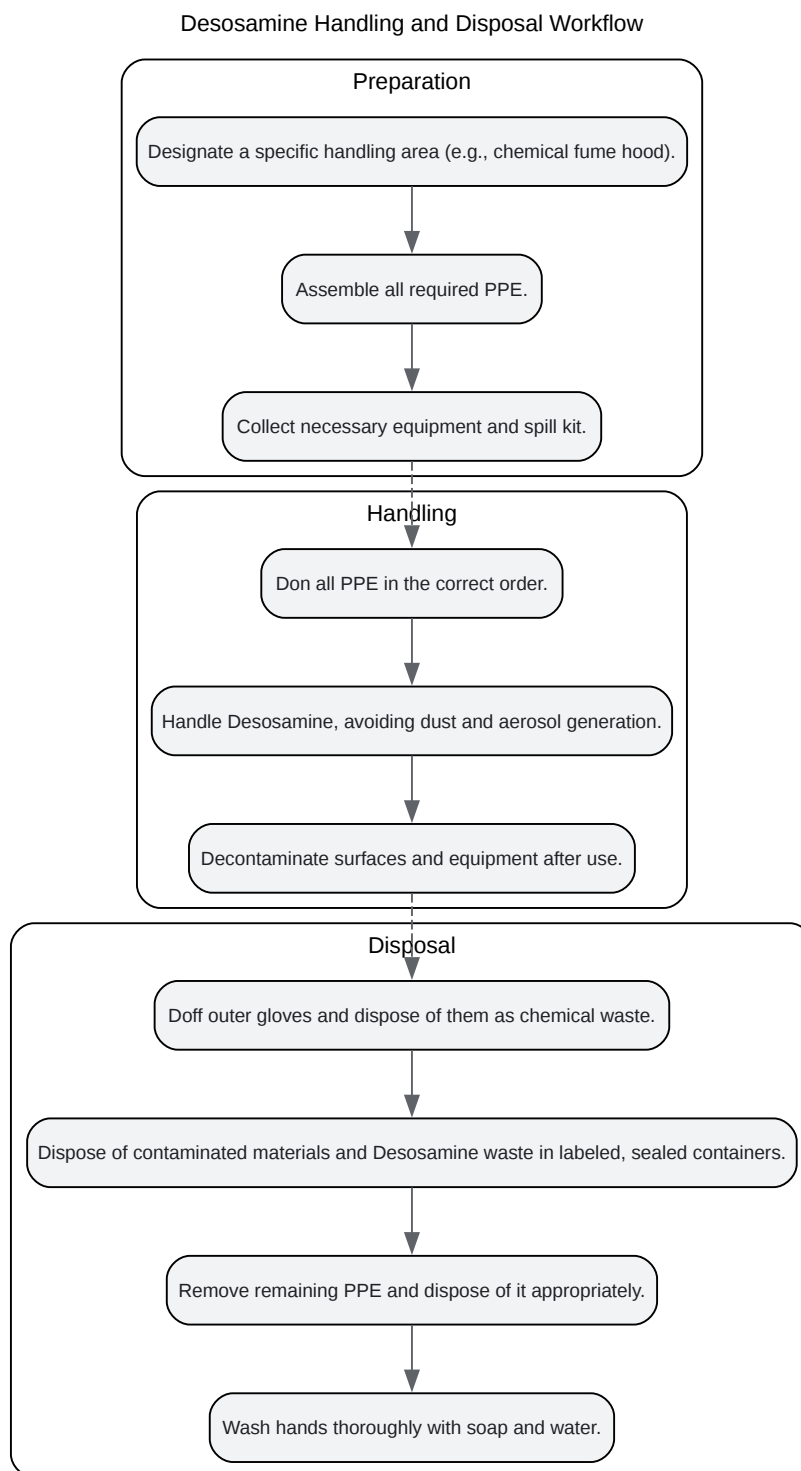 Desosamine Handling and Disposal Workflow
Preparation
Designate a specific handling area (e.g., chemical fume hood).
Assemble all required PPE.
Collect necessary equipment and spill kit.
Handling
Don all PPE in the correct order.
Handle Desosamine, avoiding dust and aerosol generation.
Decontaminate surfaces and equipment after use.
Disposal
Doff outer gloves and dispose of them as chemical waste.
Dispose of contaminated materials and Desosamine waste in labeled, sealed containers.
Remove remaining PPE and dispose of it appropriately.
Wash hands thoroughly with soap and water.